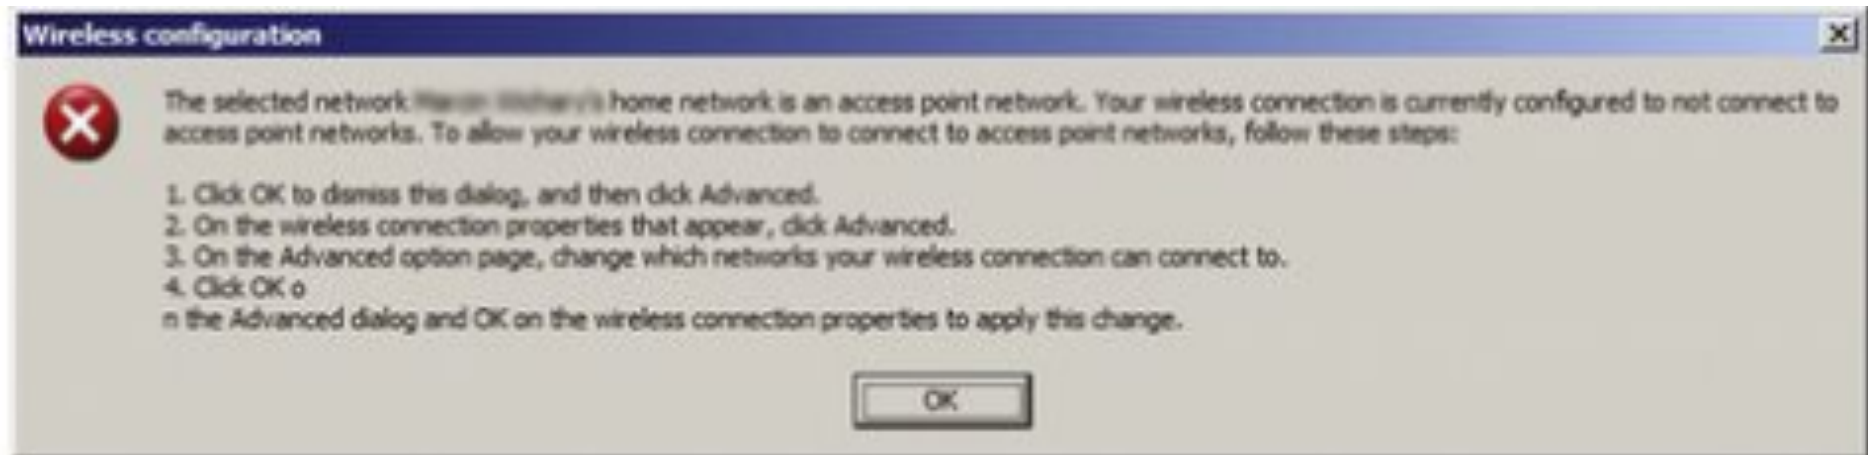 Wireless configuration
The selected network home network is an access point network. Your wireless connection is currently configured to not connect to
access point networks. To allow your wireless connection to connect to access point networks, follow these steps:
1. Click OK to dismiss this dialog, and then click Advanced.
2. On the wireless connection properties that appear, click Advanced.
3. On the Advanced option page, change which networks your wireless connection can connect to.
4. Click OK o
n the Advanced dialog and OK on the wireless connection properties to apply this change.
OK